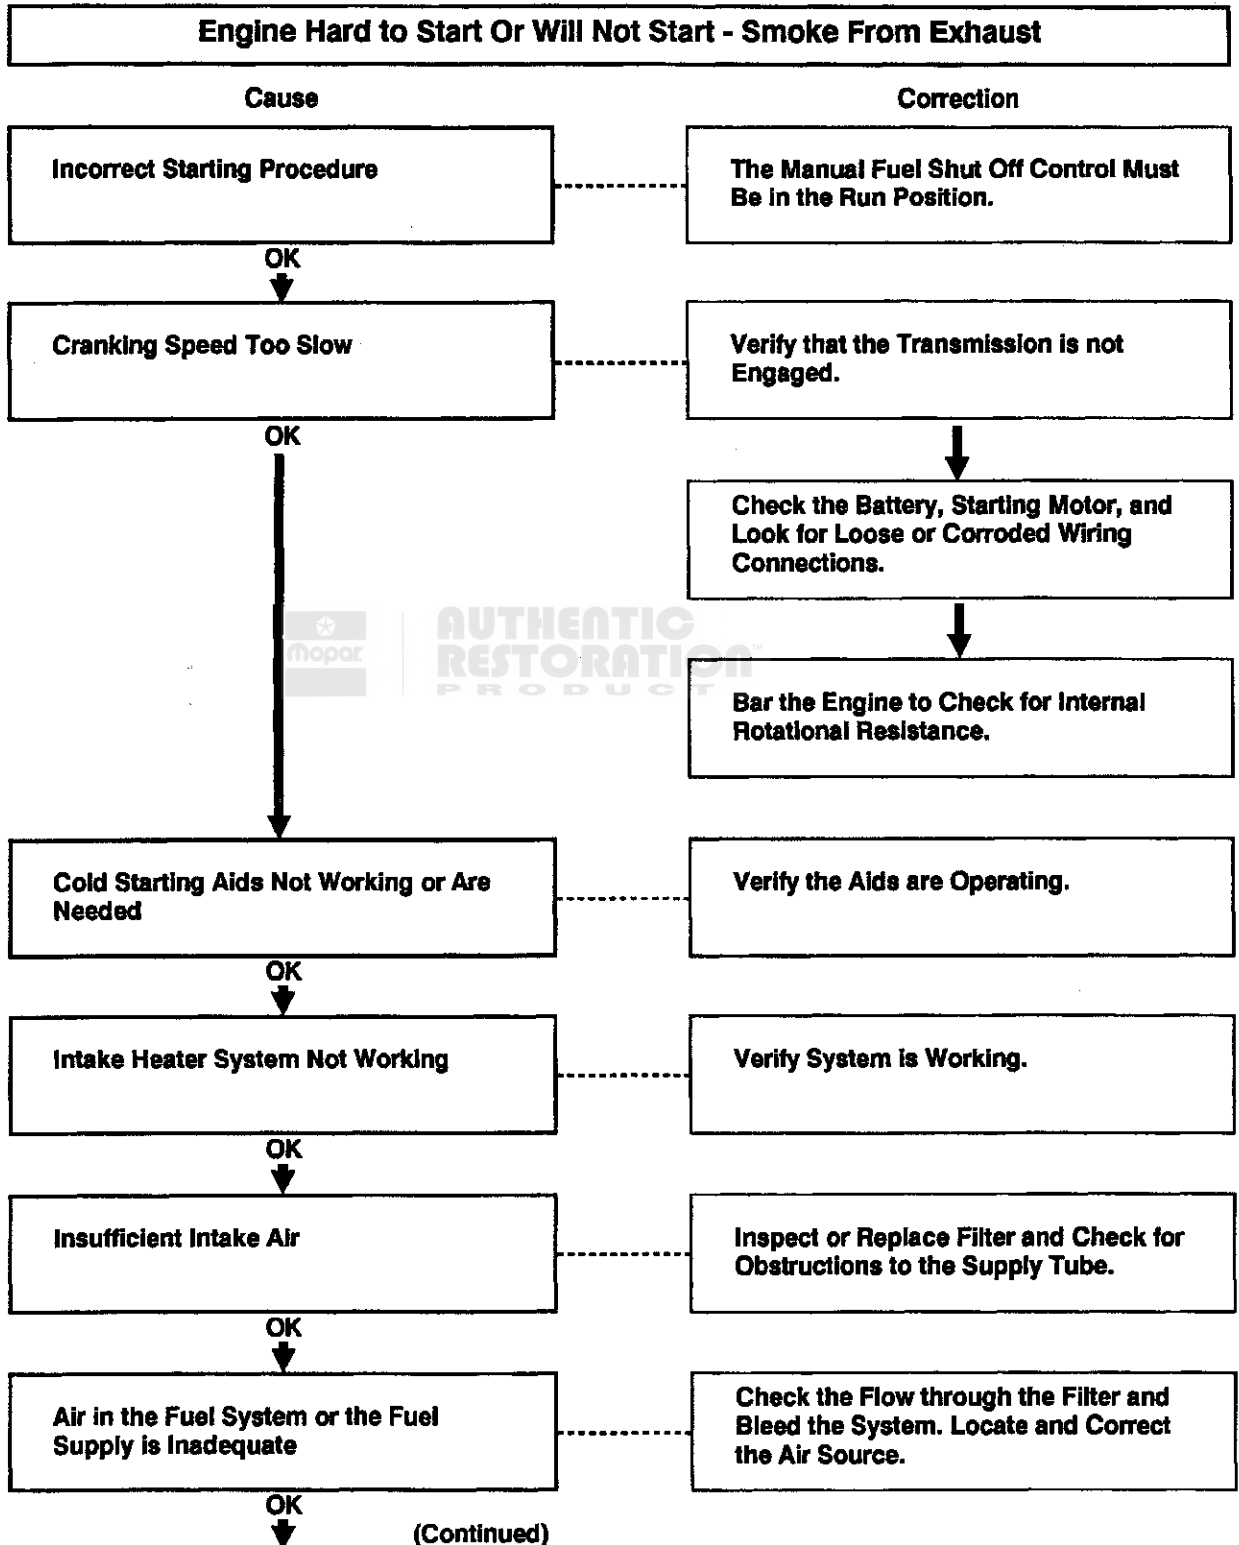 Engine Hard to Start Or Will Not Start - Smoke From Exhaust
Cause
Correction
Incorrect Starting Procedure
The Manual Fuel Shut Off Control Must
Be in the Run Position.
OK
Cranking Speed Too Slow
Verify that the Transmission is not
Engaged.
OK
Check the Battery, Starting Motor, and
Look for Loose or Corroded Wiring
Connections.
Mopar
AUTHENTIC
RESTORATION™
PRODUCT
Bar the Engine to Check for Internal
Rotational Resistance.
Cold Starting Aids Not Working or Are
Needed
Verify the Aids are Operating.
OK
Intake Heater System Not Working
Verify System is Working.
OK
Insufficient Intake Air
Inspect or Replace Filter and Check for
Obstructions to the Supply Tube.
OK
Air in the Fuel System or the Fuel
Supply is Inadequate
Check the Flow through the Filter and
Bleed the System. Locate and Correct
the Air Source.
OK
(Continued)